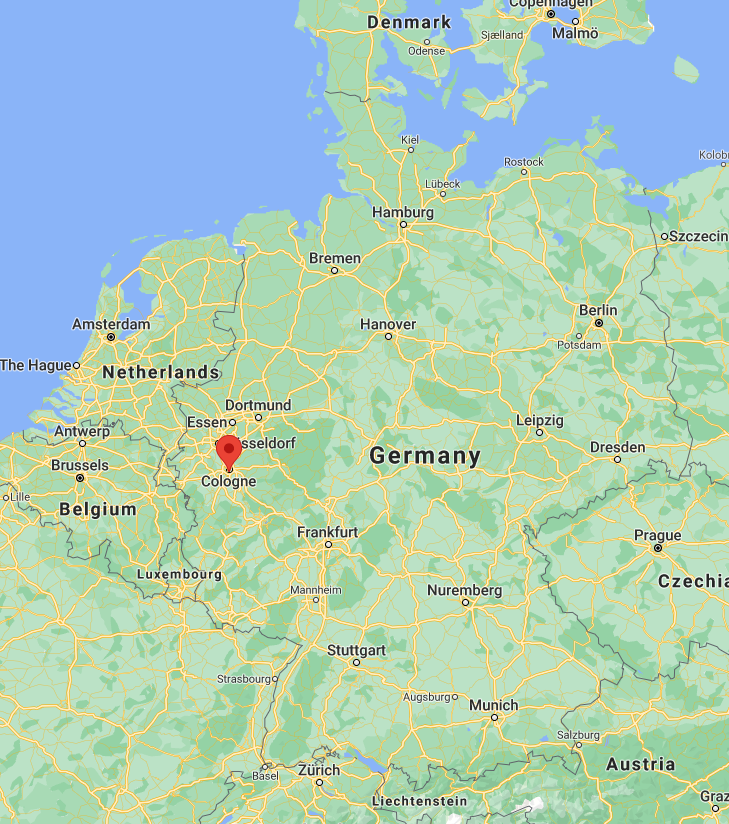 Copenhagen
Denmark
Malmö
Sjælland
Odense
Kiel
Kolob
Rostock
Lübeck
Hamburg
Szczecin
Bremen
Berlin
Amsterdam
Hanover
Potsdam
The Hague
Netherlands
Dortmund
Essen
Leipzig
Antwerp
sseldorf
Dresden
Germany
Brussels
Cologne
Lille
Belgium
Frankfurt
Prague
Luxembourg
Czechia
Mannheim
Nuremberg
Stuttgart
Strasbourg
Augsburg
Munich
Salzburg
Austria
Zürich
Basel
Liechtenstein
Graz